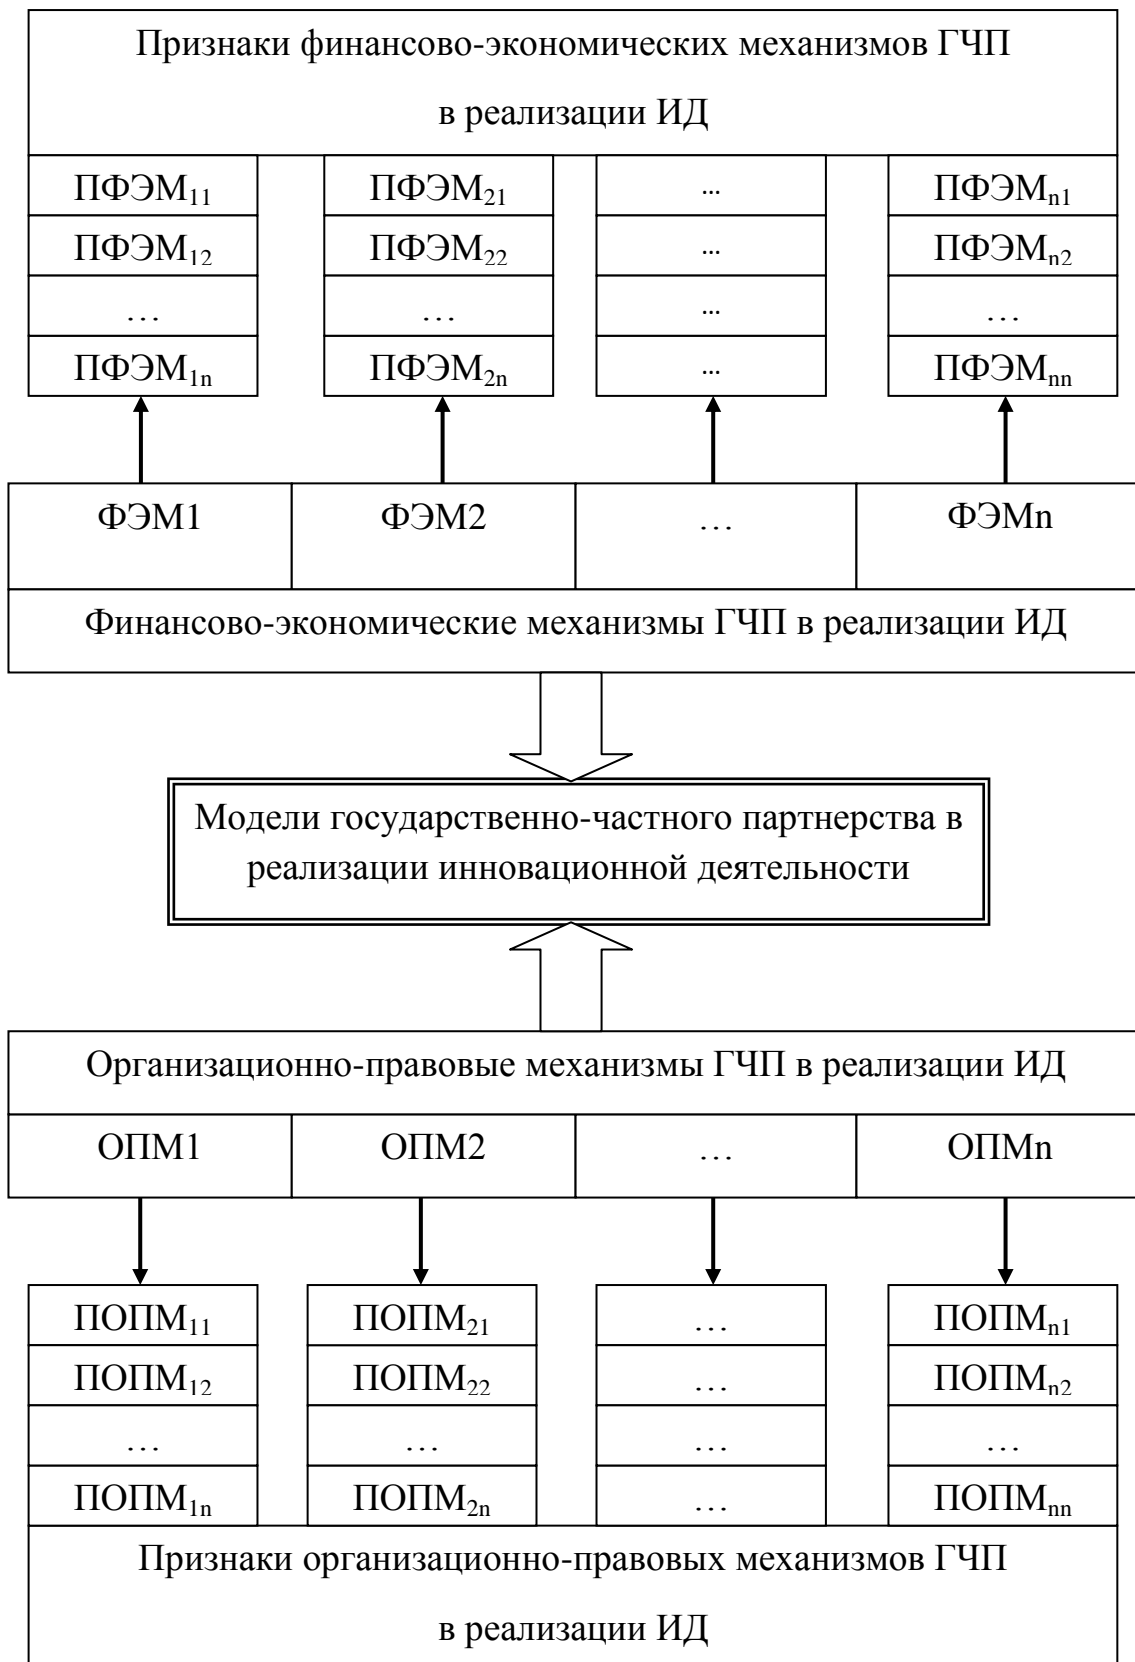 Признаки финансово-экономических механизмов ГЧП
в реализации ИД
ПФЭМ11 ПФЭМ21 ... ПФЭМn1
ПФЭМ12 ПФЭМ22 ... ПФЭМn2
... ... ... ...
ПФЭМ1n ПФЭМ2n ... ПФЭМnn
ФЭМ1 ФЭМ2 ... ФЭМn
Финансово-экономические механизмы ГЧП в реализации ИД
Модели государственно-частного партнерства в
реализации инновационной деятельности
Организационно-правовые механизмы ГЧП в реализации ИД
ОПМ1 ОПМ2 ... ОПМn
ПОПМ11 ПОПМ21 ... ПОПМn1
ПОПМ12 ПОПМ22 ... ПОПМn2
... ... ... ...
ПОПМ1n ПОПМ2n ... ПОПМnn
Признаки организационно-правовых механизмов ГЧП
в реализации ИД